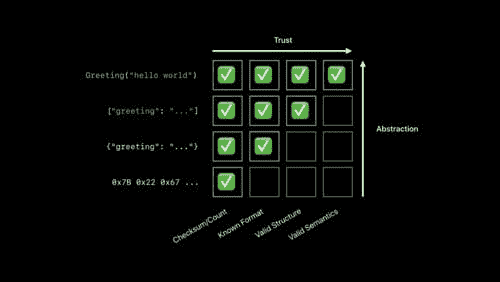 Trust
Greeting("hello world")
["greeting": "..."]
Abstraction
{"greeting": "..."}
0x7B 0x22 0x67 ...
Checksum/Count
Known Format
Valid Structure
Valid Semantics